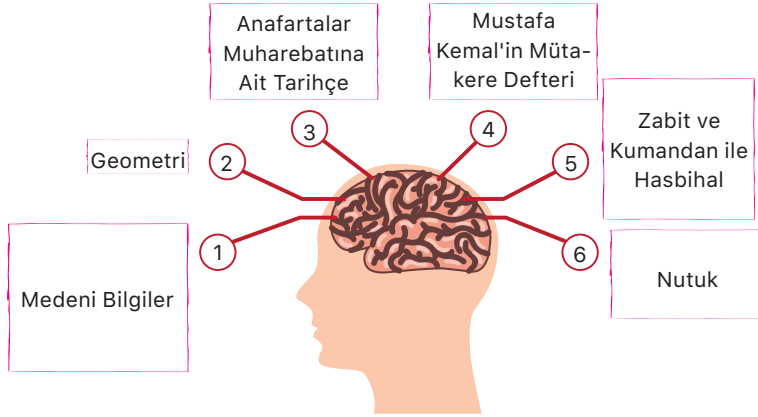 Anafartalar
Muharebatına
Ait Tarihçe
Mustafa
Kemal'in Müta-
kere Defteri
Zabit ve
Kumandan ile
Hasbihal
Geometri
Medeni Bilgiler
Nutuk
1
2
3
4
5
6